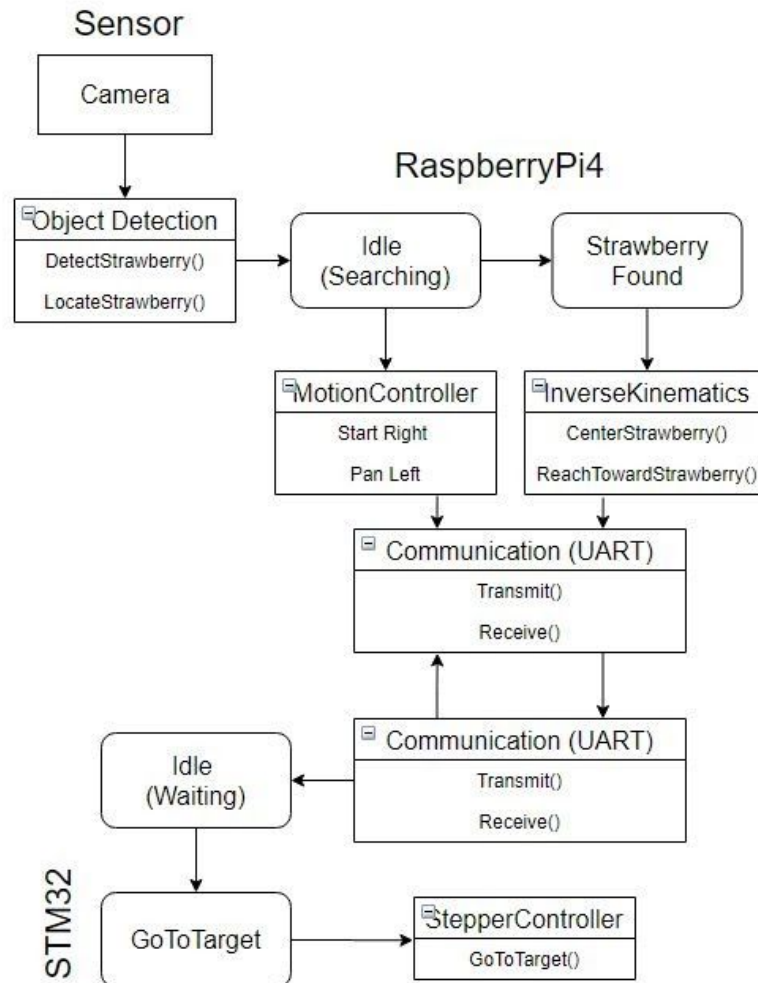 Sensor
Camera
RaspberryPi4
Object Detection
DetectStrawberry()
LocateStrawberry()
Idle
(Searching)
Strawberry
Found
MotionController
Start Right
Pan Left
InverseKinematics
CenterStrawberry()
ReachTowardStrawberry()
Communication (UART)
Transmit()
Receive()
Communication (UART)
Transmit()
Receive()
Idle
(Waiting)
STM32
GoToTarget
StepperController
GoToTarget()